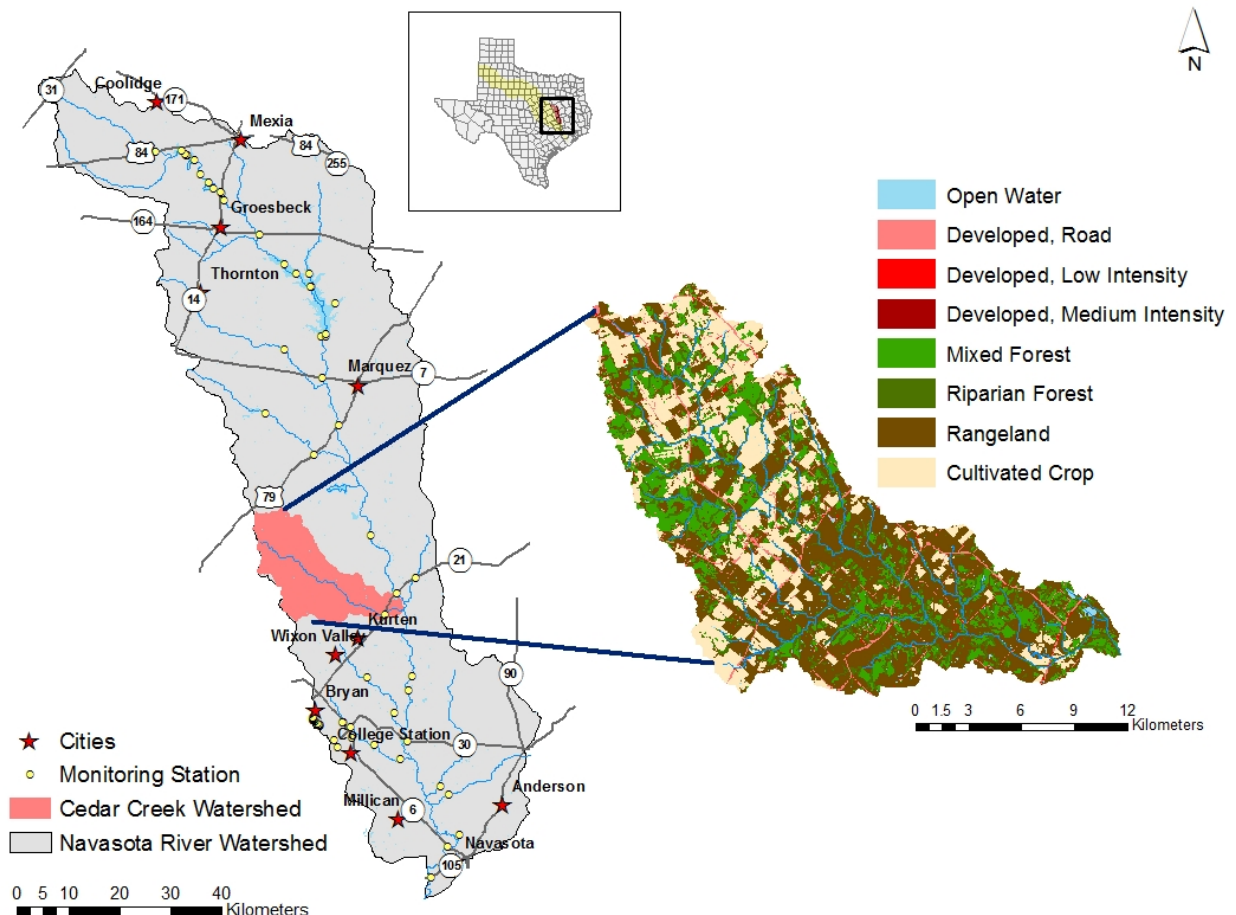 N
31
Coolidge
171
Mexia
84
84
255
Groesbeck
164
Thornton
14
Marquez
7
79
21
Kurten
Wixon Valley
90
Bryan
College Station
30
Anderson
Millican
6
Navasota
105
Cities
Monitoring Station
Cedar Creek Watershed
Navasota River Watershed
0 5 10 20 30 40
Kilometers
Open Water
Developed, Road
Developed, Low Intensity
Developed, Medium Intensity
Mixed Forest
Riparian Forest
Rangeland
Cultivated Crop
0 1.5 3 6 9 12
Kilometers